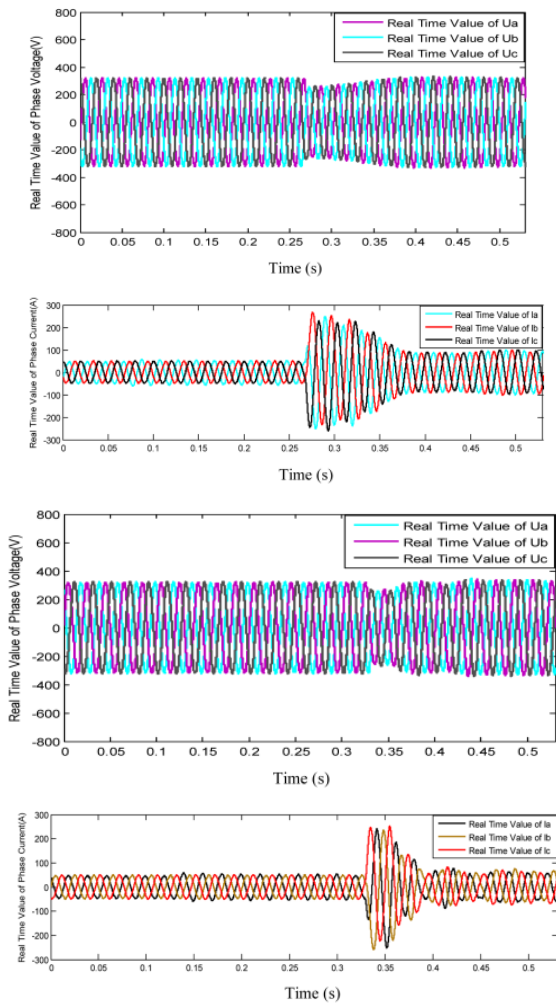 800
600
400
200
0
-200
-400
-600
-800
Real Time Value of Phase Voltage(V)
Real Time Value of Ua
Real Time Value of Ub
Real Time Value of Uc
0 0.05 0.1 0.15 0.2 0.25 0.3 0.35 0.4 0.45 0.5
Time (s)
300
200
100
0
-100
-200
-300
Real Time Value of Phase Current(A)
Real Time Value of Ia
Real Time Value of Ib
Real Time Value of Ic
0 0.05 0.1 0.15 0.2 0.25 0.3 0.35 0.4 0.45 0.5
Time (s)
800
600
400
200
0
-200
-400
-600
-800
Real Time Value of Phase Voltage(V)
Real Time Value of Ua
Real Time Value of Ub
Real Time Value of Uc
0 0.05 0.1 0.15 0.2 0.25 0.3 0.35 0.4 0.45 0.5
Time (s)
300
200
100
0
-100
-200
-300
Real Time Value of Phase Current(A)
Real Time Value of Ia
Real Time Value of Ib
Real Time Value of Ic
0 0.05 0.1 0.15 0.2 0.25 0.3 0.35 0.4 0.45 0.5
Time (s)